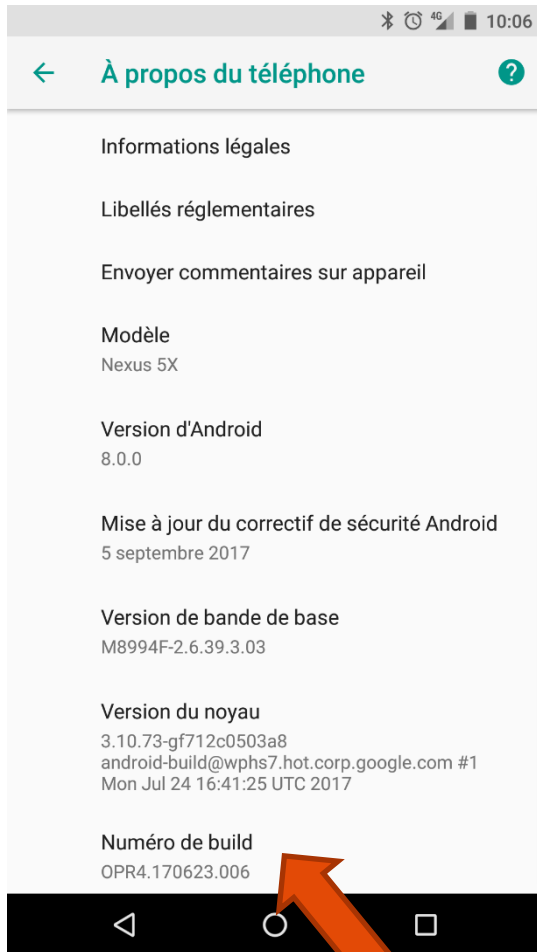 4G 10:06
À propos du téléphone ?
Informations légales
Libellés réglementaires
Envoyer commentaires sur appareil
Modèle
Nexus 5X
Version d'Android
8.0.0
Mise à jour du correctif de sécurité Android
5 septembre 2017
Version de bande de base
M8994F-2.6.39.3.03
Version du noyau
3.10.73-gf712c0503a8
android-build@wphs7.hot.corp.google.com #1
Mon Jul 24 16:41:25 UTC 2017
Numéro de build
OPR4.170623.006